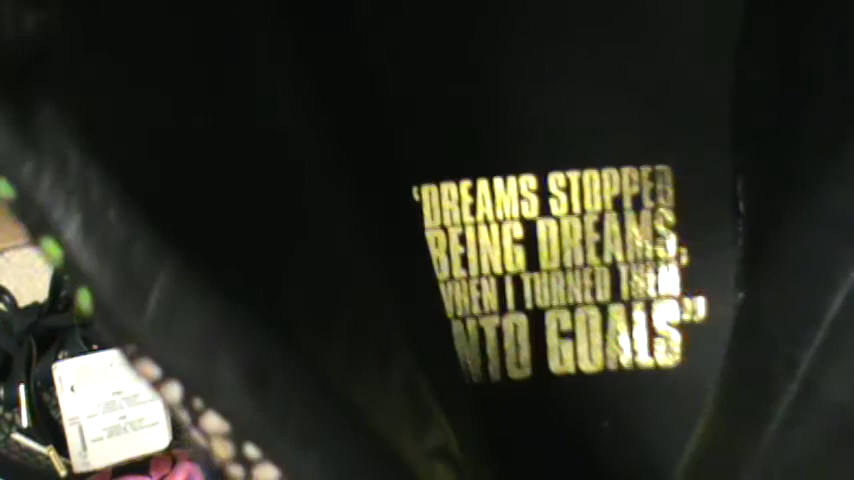 ‘DREAMS STOPPED
BEING DREAMS,
WHEN I TURNED THEM
INTO GOALS”